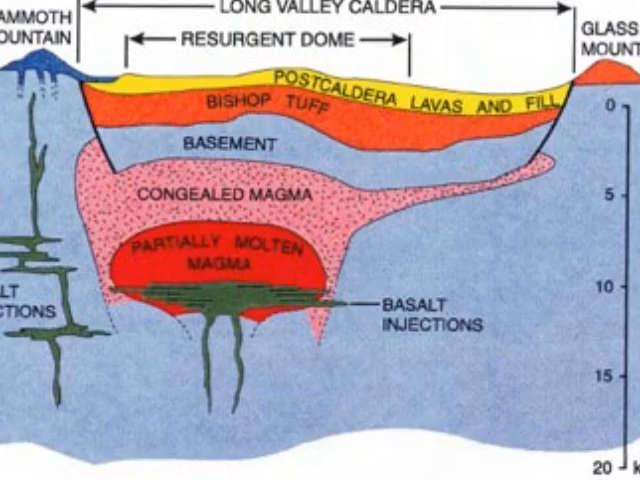 LONG VALLEY CALDERA
AMMOTH
OUNTAIN
RESURGENT DOME
GLASS
MOUNT
POSTCALDERA LAVAS AND FILL
BISHOP TUFF
0
BASEMENT
CONGEALED MAGMA
5
PARTIALLY MOLTEN
MAGMA
10
LT
CTIONS
BASALT
INJECTIONS
15
20 k